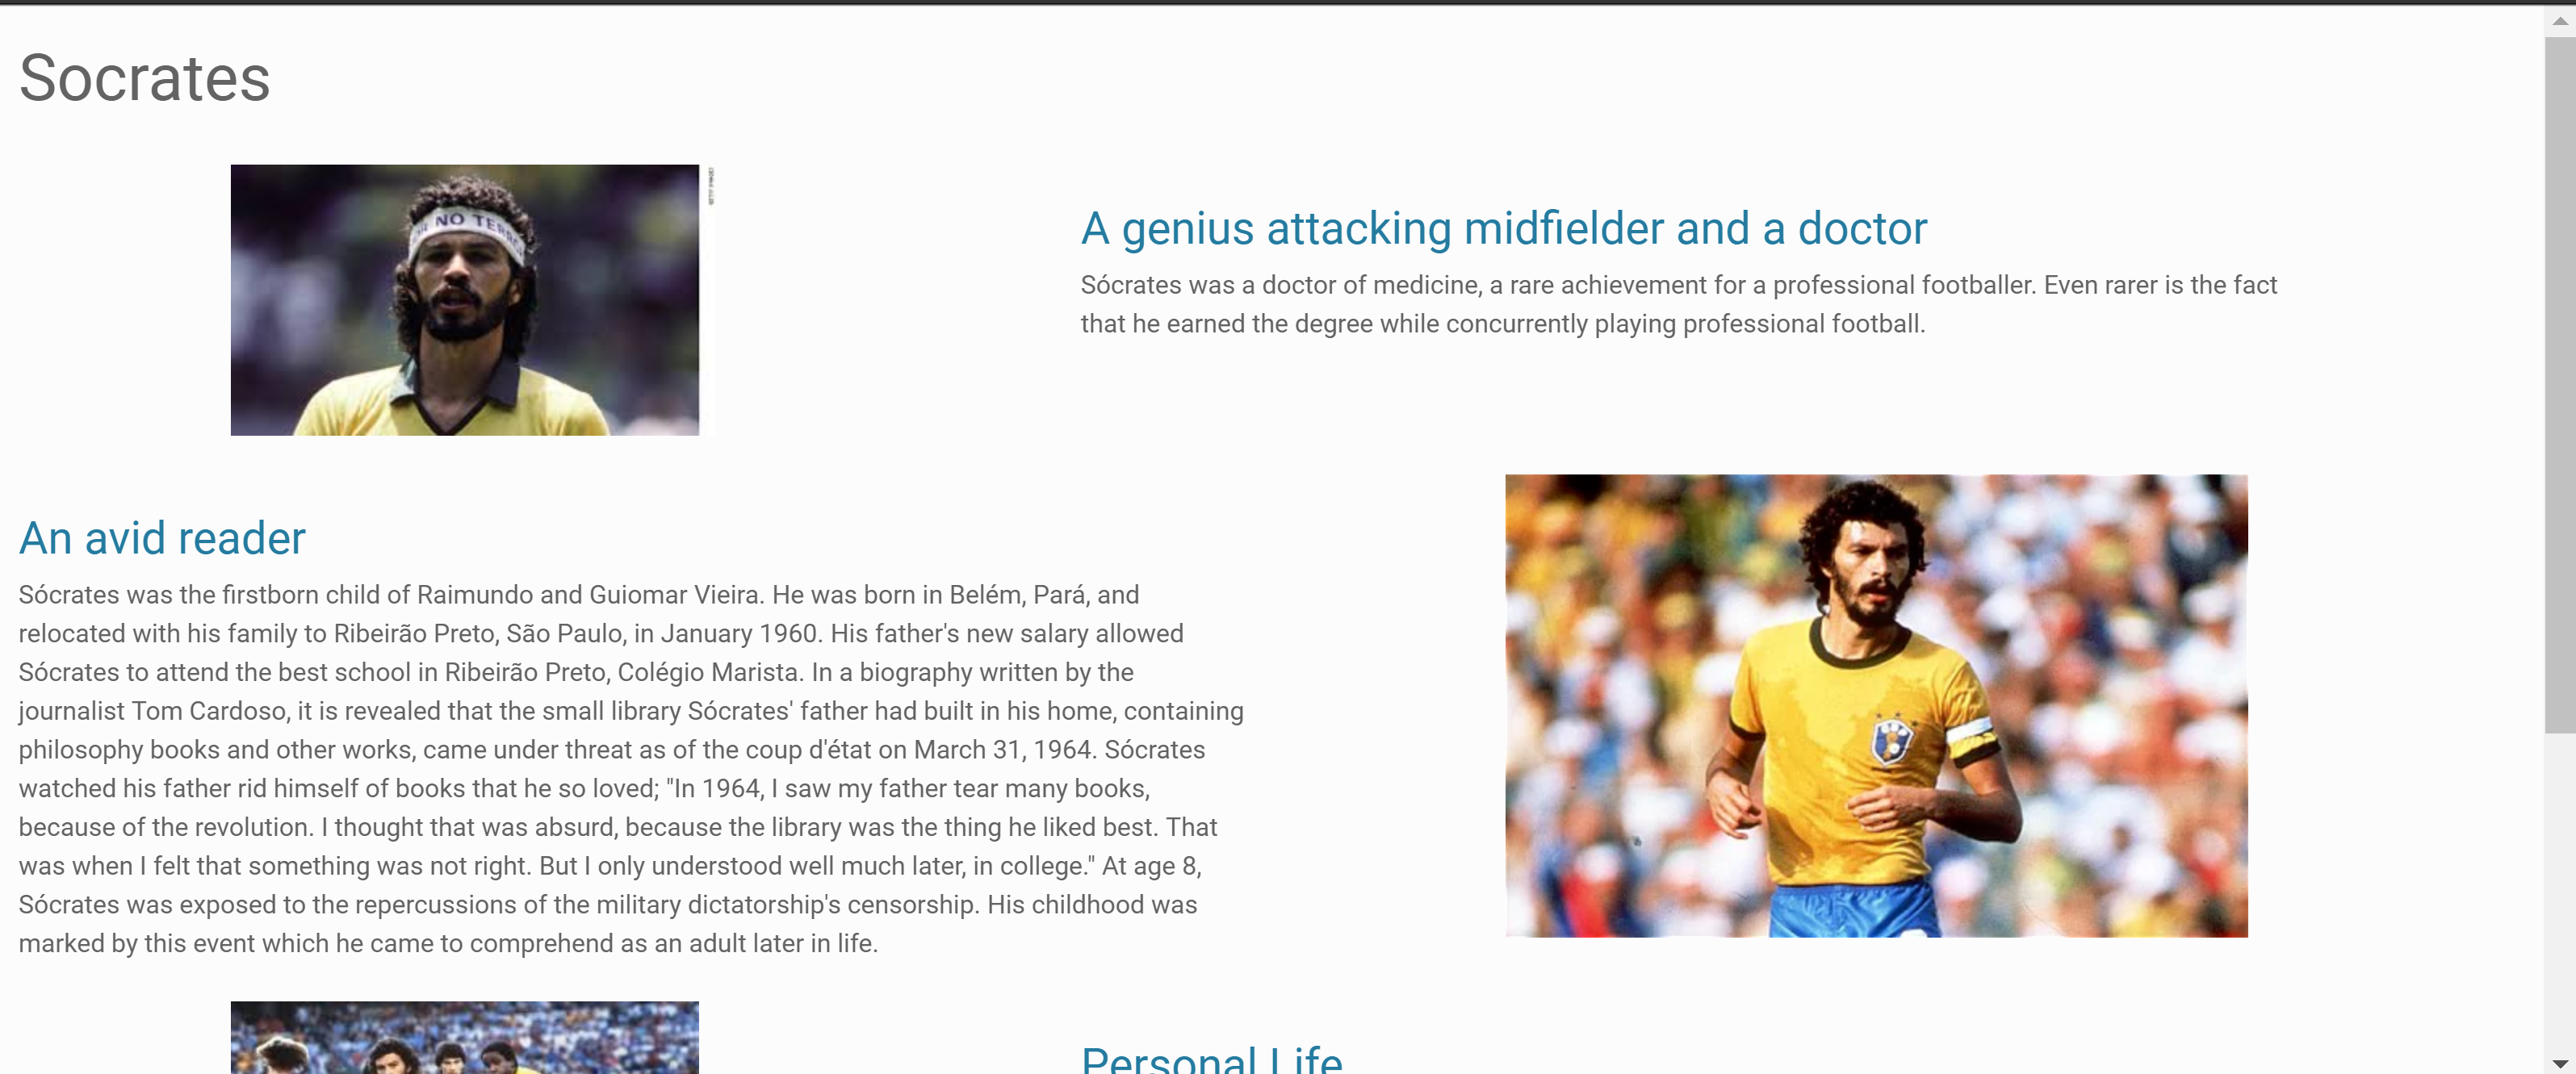 Socrates
NO TERRO
A genius attacking midfielder and a doctor
Sócrates was a doctor of medicine, a rare achievement for a professional footballer. Even rarer is the fact
that he earned the degree while concurrently playing professional football.
An avid reader
Sócrates was the firstborn child of Raimundo and Guiomar Vieira. He was born in Belém, Pará, and
relocated with his family to Ribeirão Preto, São Paulo, in January 1960. His father's new salary allowed
Sócrates to attend the best school in Ribeirão Preto, Colégio Marista. In a biography written by the
journalist Tom Cardoso, it is revealed that the small library Sócrates' father had built in his home, containing
philosophy books and other works, came under threat as of the coup d'état on March 31, 1964. Sócrates
watched his father rid himself of books that he so loved; "In 1964, I saw my father tear many books,
because of the revolution. I thought that was absurd, because the library was the thing he liked best. That
was when I felt that something was not right. But I only understood well much later, in college." At age 8,
Sócrates was exposed to the repercussions of the military dictatorship's censorship. His childhood was
marked by this event which he came to comprehend as an adult later in life.
Personal Life